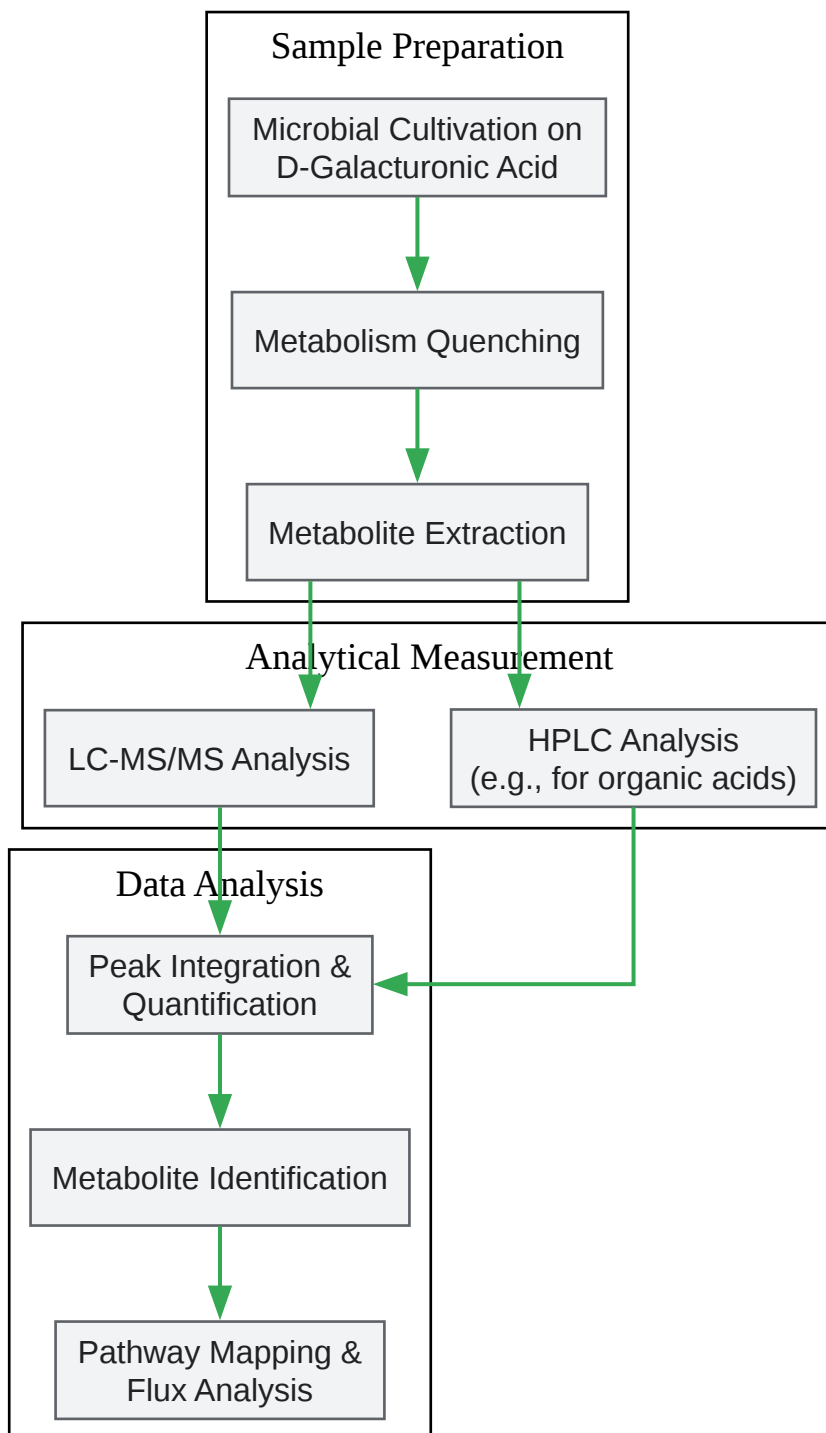 Sample Preparation
Microbial Cultivation on
D-Galacturonic Acid
Metabolism Quenching
Metabolite Extraction
Analytical Measurement
LC-MS/MS Analysis
HPLC Analysis
(e.g., for organic acids)
Data Analysis
Peak Integration &
Quantification
Metabolite Identification
Pathway Mapping &
Flux Analysis